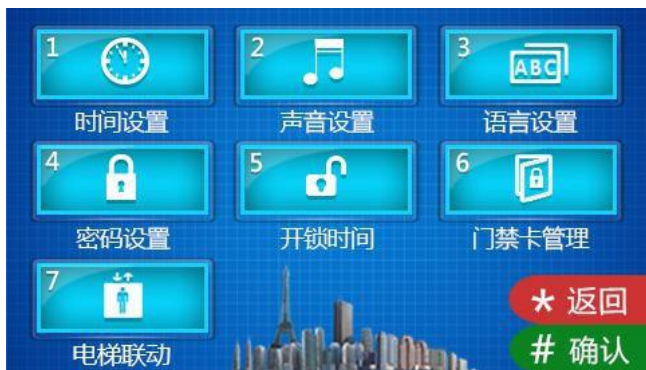 1 2 3
ABC
时间设置 声音设置 语言设置
4 5 6
密码设置 开锁时间 门禁卡管理
7
* 返回
电梯联动
# 确认